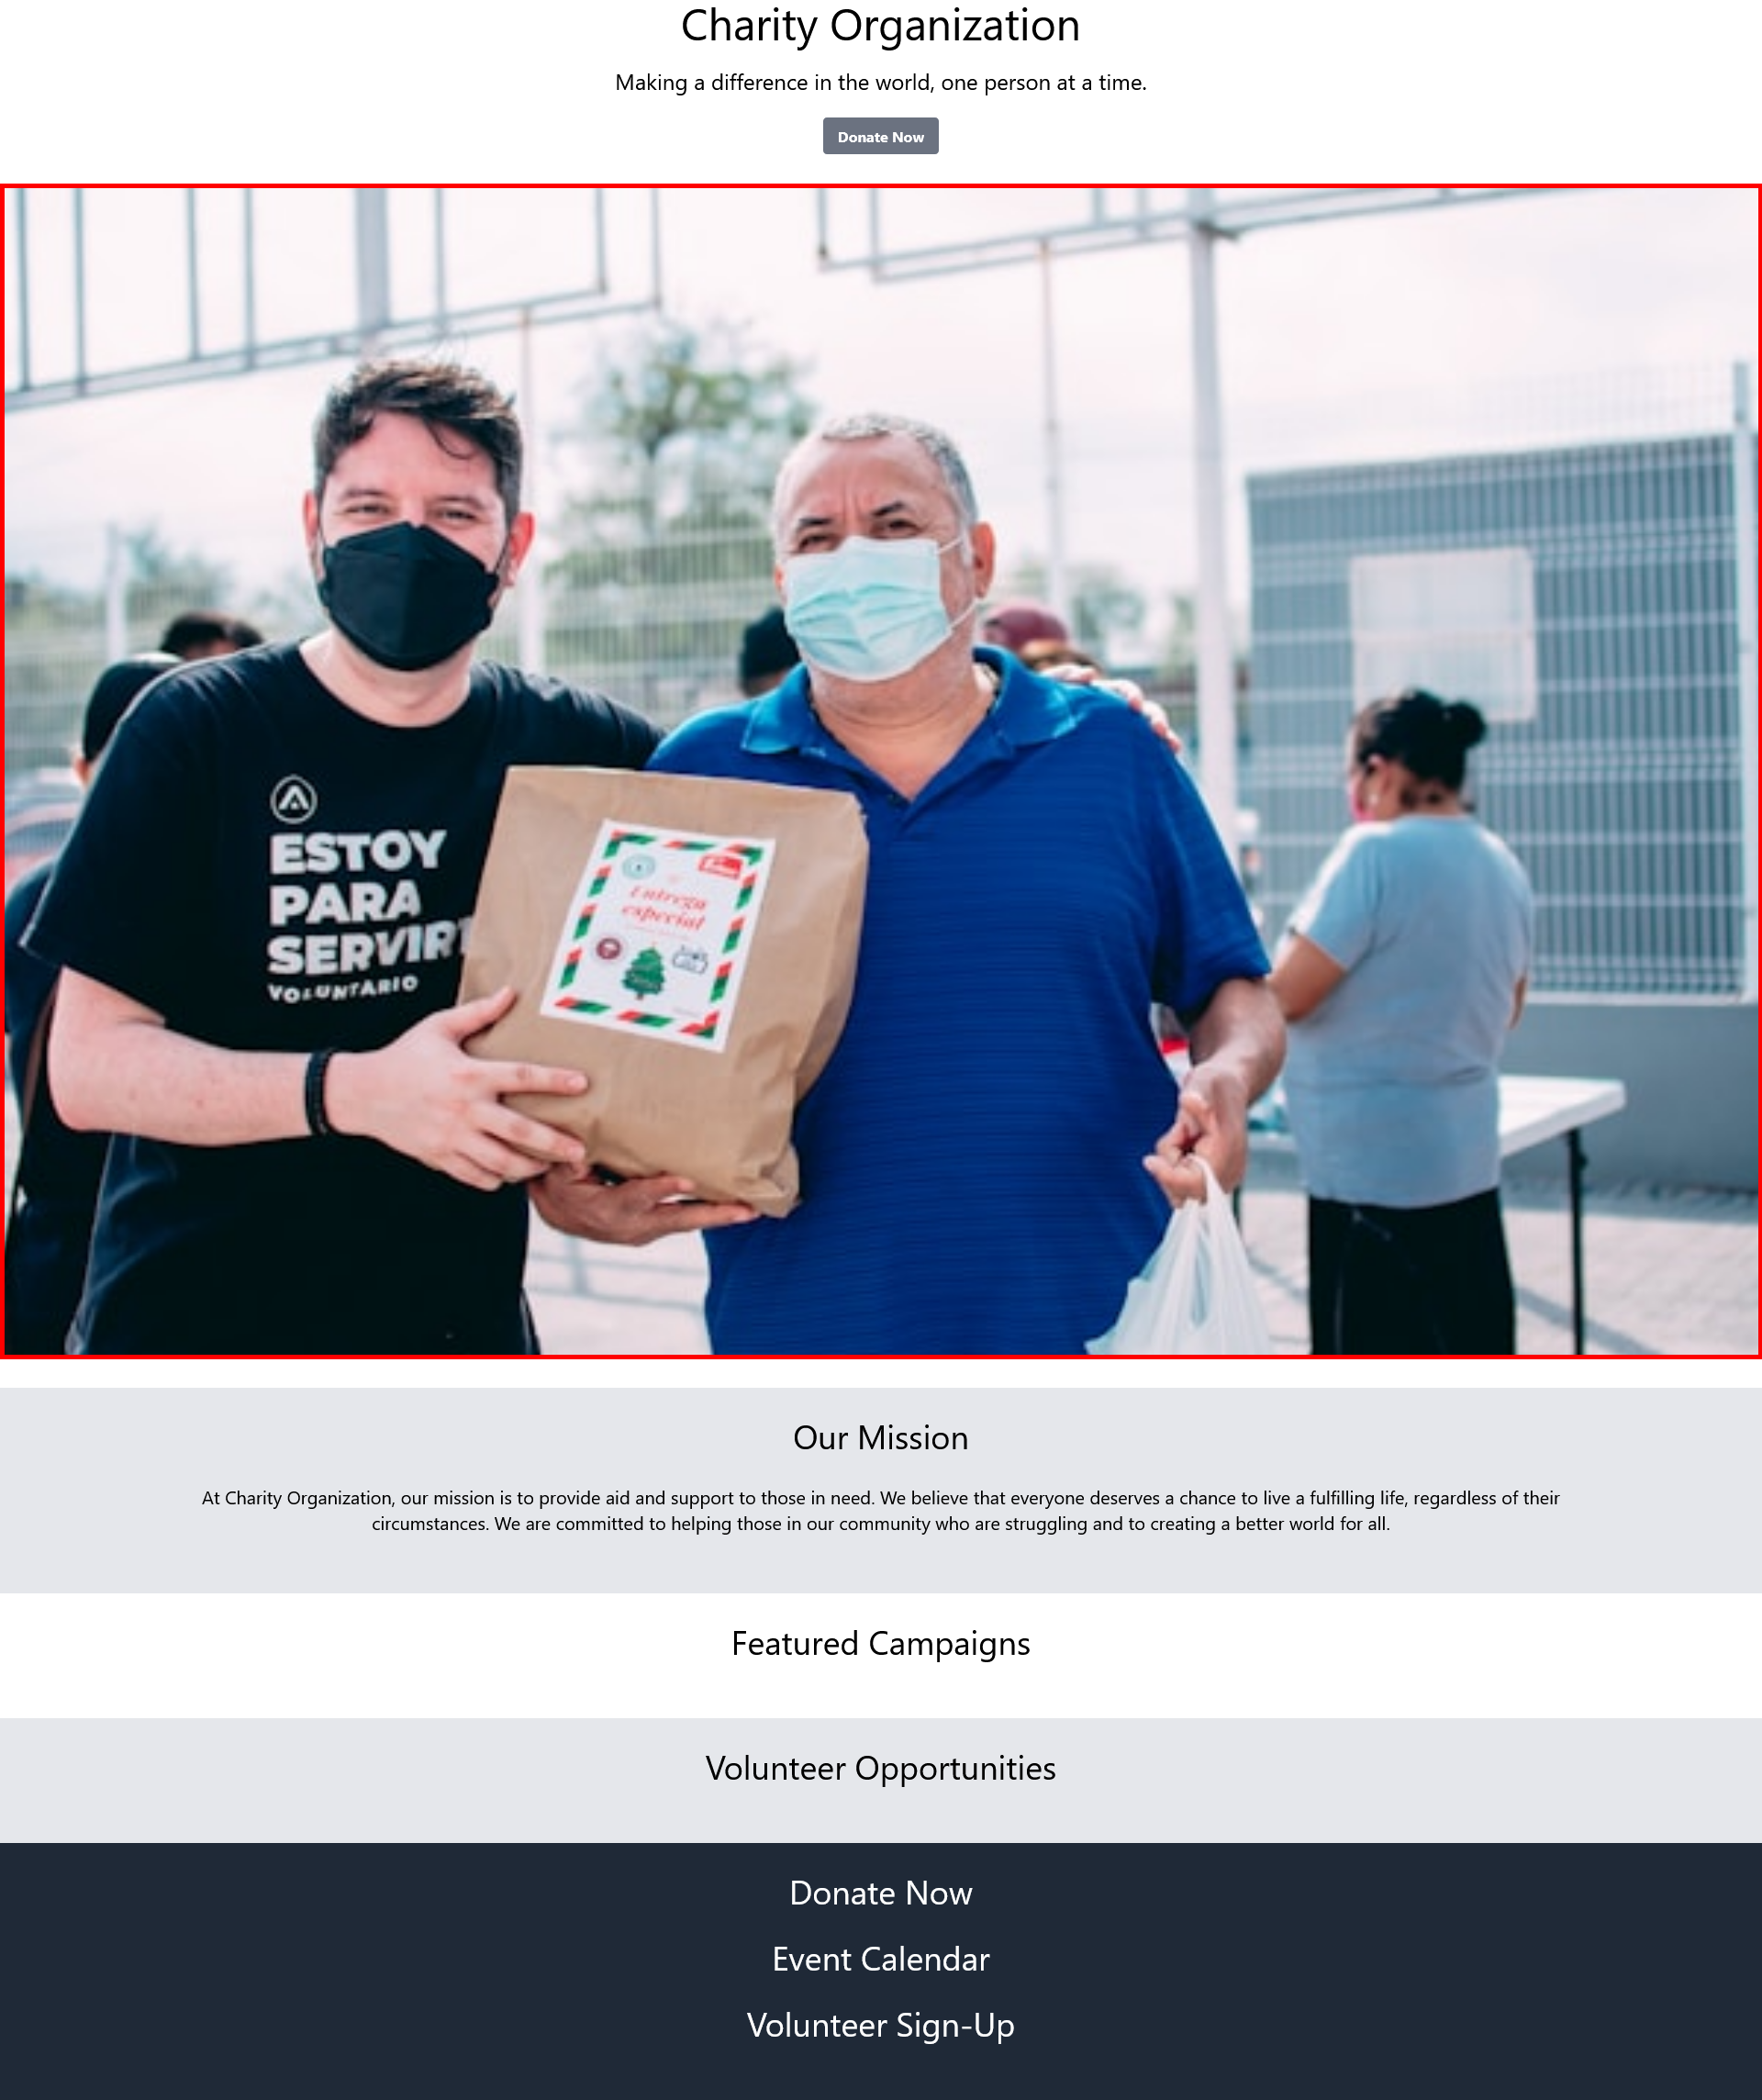 Charity Organization
Making a difference in the world, one person at a time.
Donate Now
ESTOY
PARA
SERVIR
VOLUNTARIO
Entrega
especial
Our Mission
At Charity Organization, our mission is to provide aid and support to those in need. We believe that everyone deserves a chance to live a fulfilling life, regardless of their
circumstances. We are committed to helping those in our community who are struggling and to creating a better world for all.
Featured Campaigns
Volunteer Opportunities
Donate Now
Event Calendar
Volunteer Sign-Up